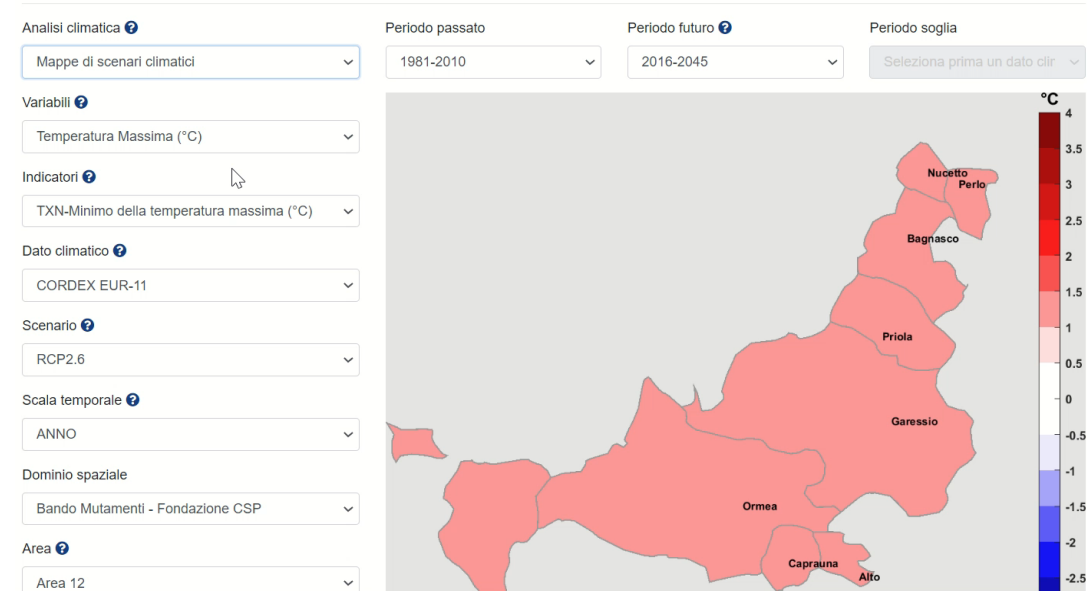 Analisi climatica ?
Mappe di scenari climatici
Periodo passato
1981-2010
Periodo futuro ?
2016-2045
Periodo soglia
Seleziona prima un dato clir
Variabili ?
Temperatura Massima (°C)
Indicatori ?
TXN-Minimo della temperatura massima (°C)
Dato climatico ?
CORDEX EUR-11
Scenario ?
RCP2.6
Scala temporale ?
ANNO
Dominio spaziale
Bando Mutamenti - Fondazione CSP
Area ?
Area 12
°C
4
3.5
3
2.5
2
1.5
1
0.5
0
-0.5
-1
-1.5
-2
-2.5
Nucetto
Perlo
Bagnasco
Priola
Garessio
Ormea
Caprauna
Alto